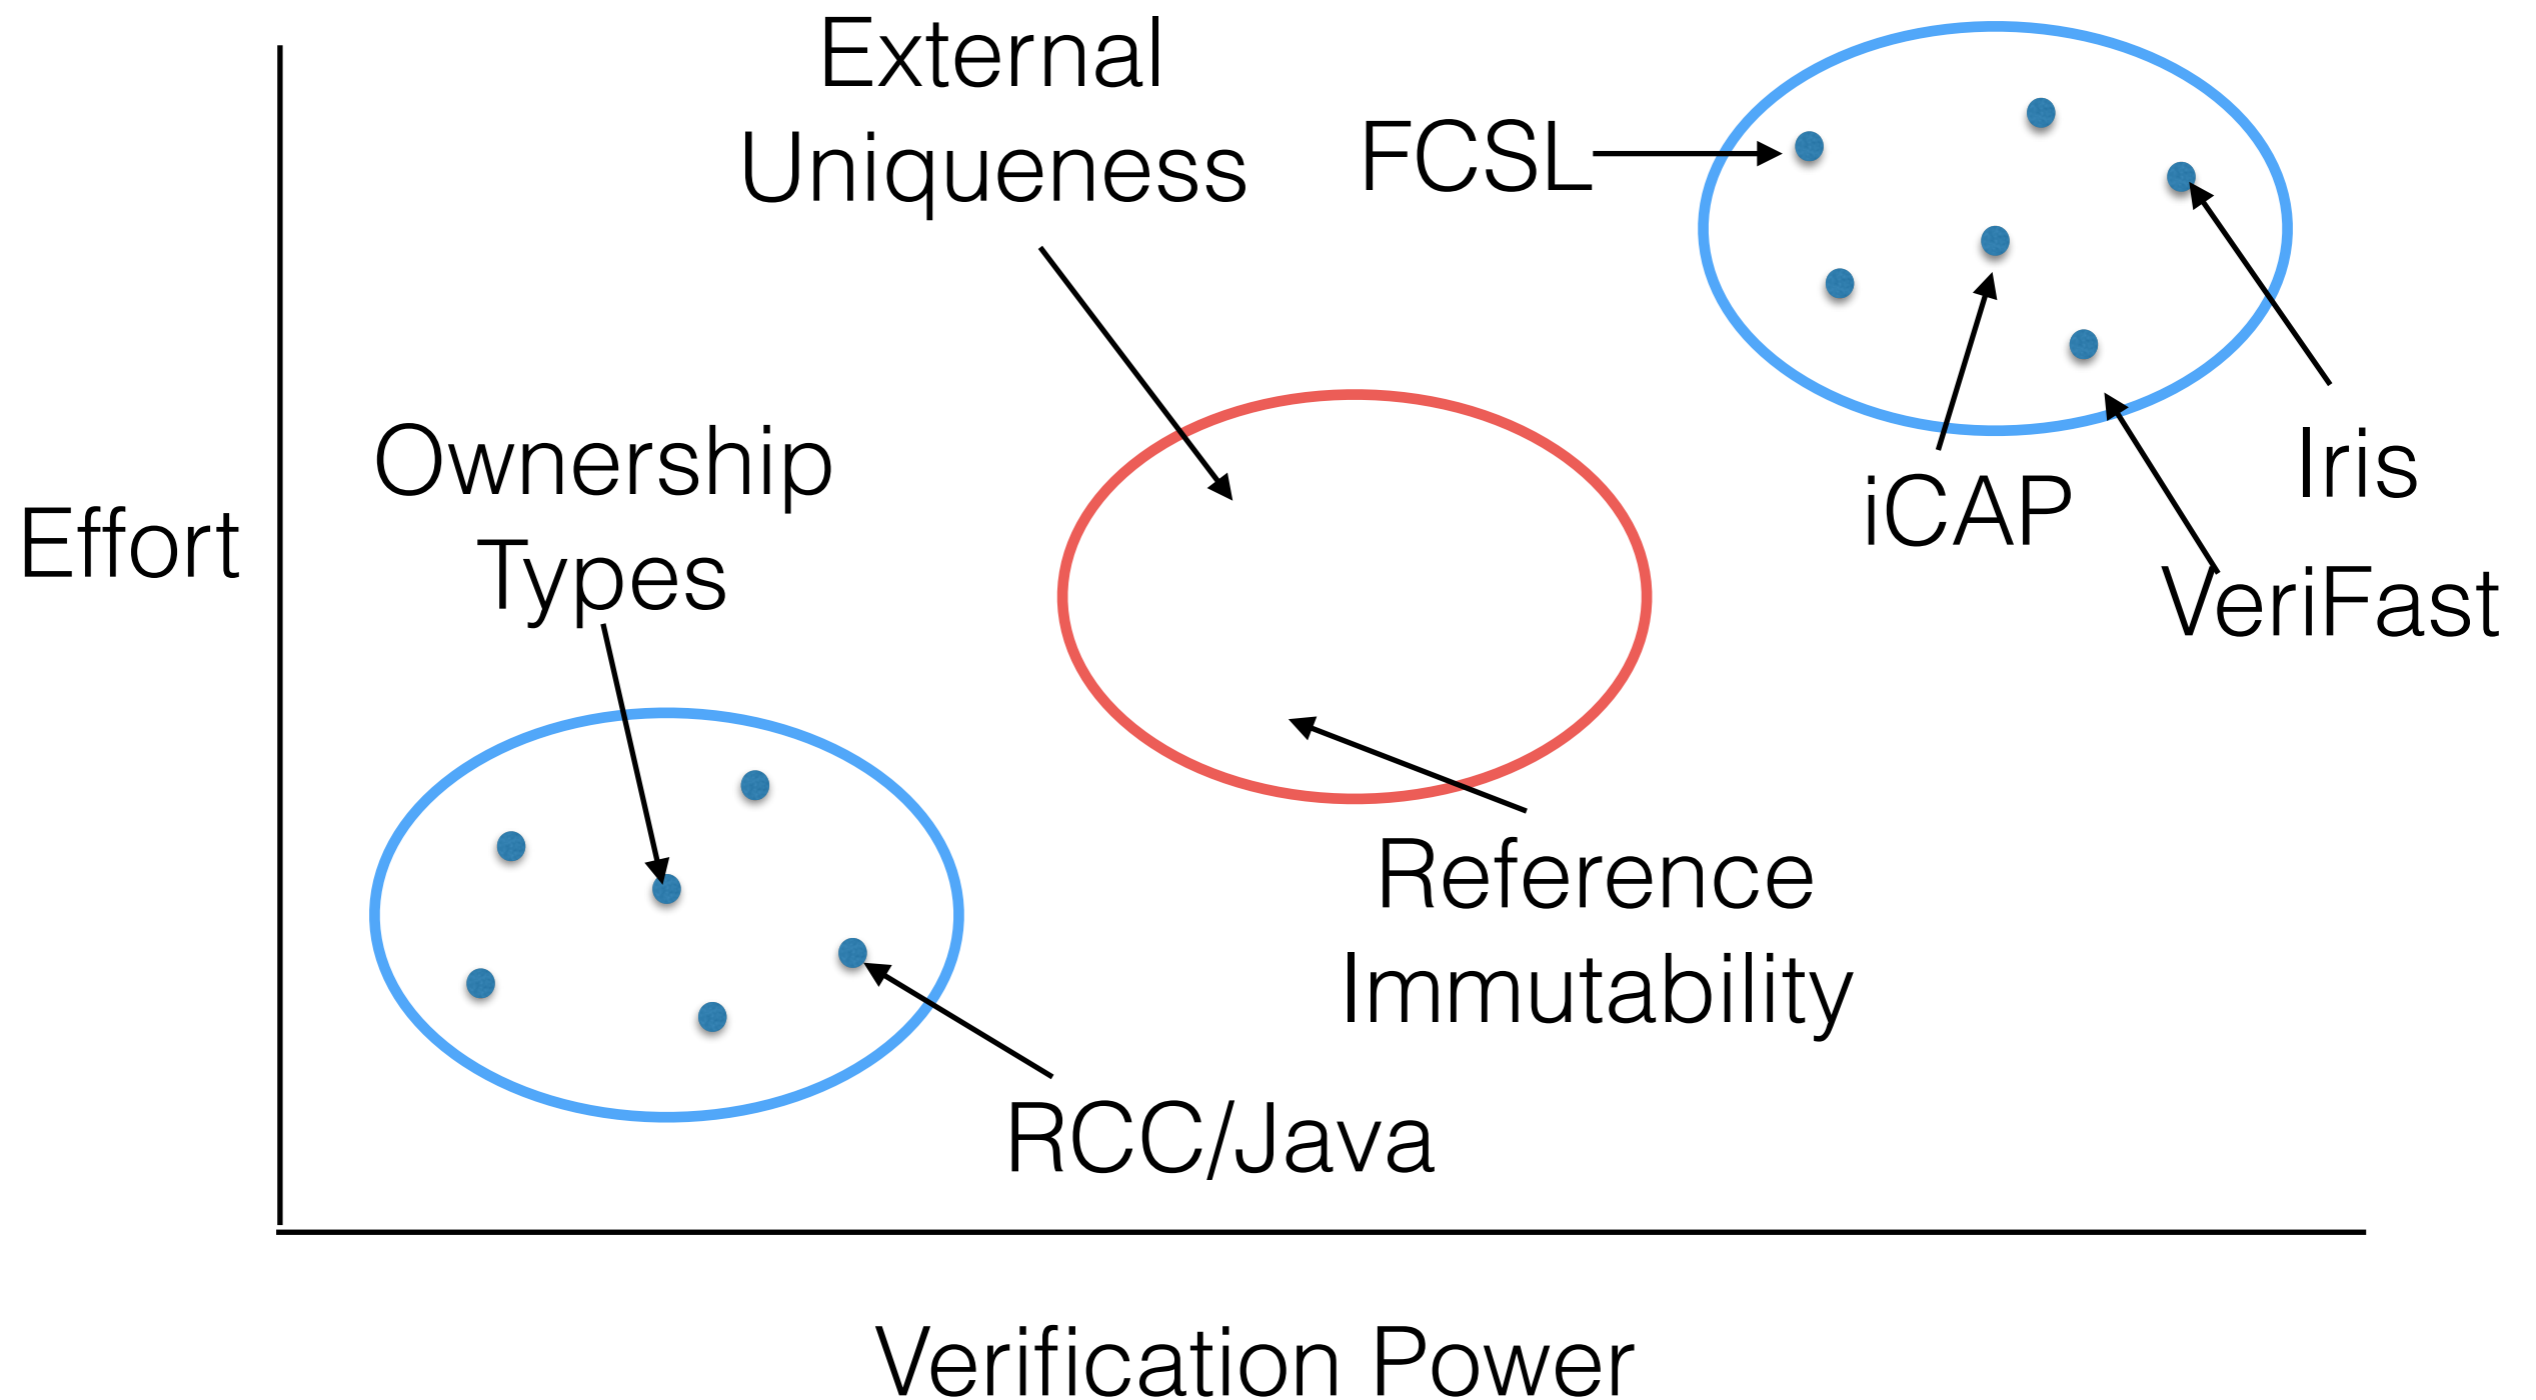 External
Uniqueness
FCSL
Ownership
Types
Effort
iCAP
Iris
VeriFast
Reference
Immutability
RCC/Java
Verification Power